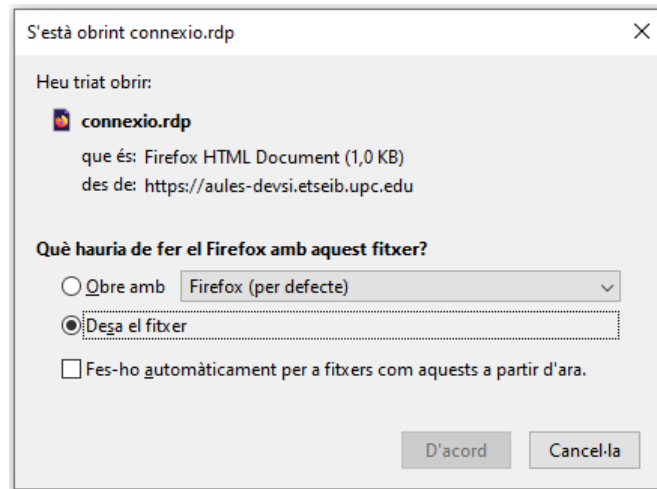 S'està obrint connexio.rdp
Heu triat obrir:
connexio.rdp
que és: Firefox HTML Document (1,0 KB)
des de: https://aules-devsi.etseib.upc.edu
Què hauria de fer el Firefox amb aquest fitxer?
Obre amb Firefox (per defecte)
Desa el fitxer
Fes-ho automàticament per a fitxers com aquests a partir d'ara.
D'acord Cancel·la